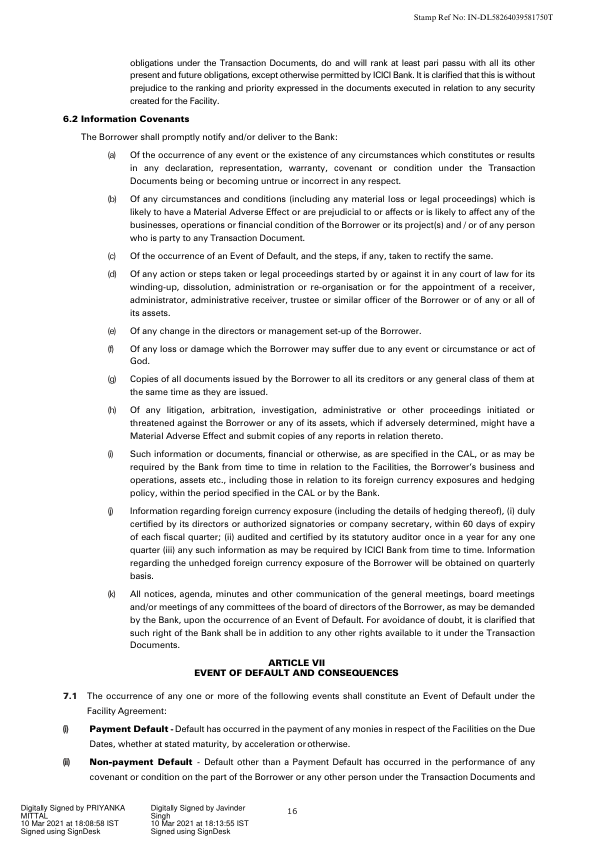 Stamp Ref No: IN-DL58264039581750T
obligations under the Transaction Documents, do and will rank at least pari passu with all its other
present and future obligations, except otherwise permitted by ICICI Bank. It is clarified that this is without
prejudice to the ranking and priority expressed in the documents executed in relation to any security
created for the Facility.
6.2 Information Covenants
The Borrower shall promptly notify and/or deliver to the Bank:
(a) Of the occurrence of any event or the existence of any circumstances which constitutes or results
in any declaration, representation, warranty, covenant or condition under the Transaction
Documents being or becoming untrue or incorrect in any respect.
(b) Of any circumstances and conditions (including any material loss or legal proceedings) which is
likely to have a Material Adverse Effect or are prejudicial to or affects or is likely to affect any of the
businesses, operations or financial condition of the Borrower or its project(s) and / or of any person
who is party to any Transaction Document.
(c) Of the occurrence of an Event of Default, and the steps, if any, taken to rectify the same.
(d) Of any action or steps taken or legal proceedings started by or against it in any court of law for its
winding-up, dissolution, administration or re-organisation or for the appointment of a receiver,
administrator, administrative receiver, trustee or similar officer of the Borrower or of any or all of
its assets.
(e) Of any change in the directors or management set-up of the Borrower.
(f) Of any loss or damage which the Borrower may suffer due to any event or circumstance or act of
God.
(g) Copies of all documents issued by the Borrower to all its creditors or any general class of them at
the same time as they are issued.
(h) Of any litigation, arbitration, investigation, administrative or other proceedings initiated or
threatened against the Borrower or any of its assets, which if adversely determined, might have a
Material Adverse Effect and submit copies of any reports in relation thereto.
(i) Such information or documents, financial or otherwise, as are specified in the CAL, or as may be
required by the Bank from time to time in relation to the Facilities, the Borrower's business and
operations, assets etc., including those in relation to its foreign currency exposures and hedging
policy, within the period specified in the CAL or by the Bank.
(j) Information regarding foreign currency exposure (including the details of hedging thereof), (i) duly
certified by its directors or authorized signatories or company secretary, within 60 days of expiry
of each fiscal quarter; (ii) audited and certified by its statutory auditor once in a year for any one
quarter (iii) any such information as may be required by ICICI Bank from time to time. Information
regarding the unhedged foreign currency exposure of the Borrower will be obtained on quarterly
basis.
(k) All notices, agenda, minutes and other communication of the general meetings, board meetings
and/or meetings of any committees of the board of directors of the Borrower, as may be demanded
by the Bank, upon the occurrence of an Event of Default. For avoidance of doubt, it is clarified that
such right of the Bank shall be in addition to any other rights available to it under the Transaction
Documents.
ARTICLE VII
EVENT OF DEFAULT AND CONSEQUENCES
7.1 The occurrence of any one or more of the following events shall constitute an Event of Default under the
Facility Agreement:
(i) Payment Default - Default has occurred in the payment of any monies in respect of the Facilities on the Due
Dates, whether at stated maturity, by acceleration or otherwise.
(ii) Non-payment Default - Default other than a Payment Default has occurred in the performance of any
covenant or condition on the part of the Borrower or any other person under the Transaction Documents and
Digitally Signed by PRIYANKA
MITTAL
10 Mar 2021 at 18:08:58 IST
Signed using SignDesk
Digitally Signed by Javinder
Singh
10 Mar 2021 at 18:13:55 IST
Signed using SignDesk
16